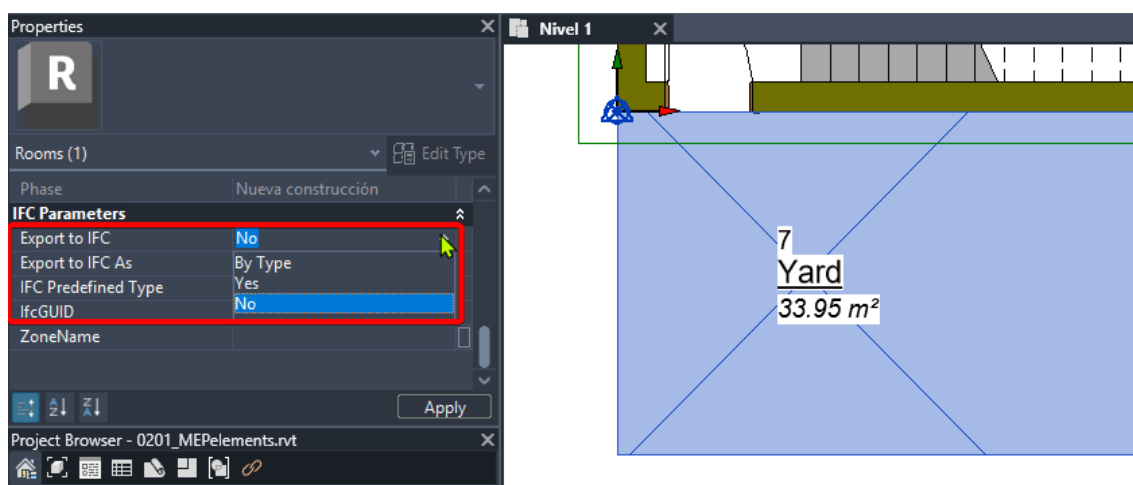 Properties
R
Rooms (1)
Edit Type
Phase Nueva construcción
IFC Parameters
Export to IFC No
Export to IFC As By Type
IFC Predefined Type Yes
IfcGUID No
ZoneName
A
Z
Z
A
Apply
Project Browser - 0201_MEPelements.rvt
Nivel 1
7
Yard
33.95 m²